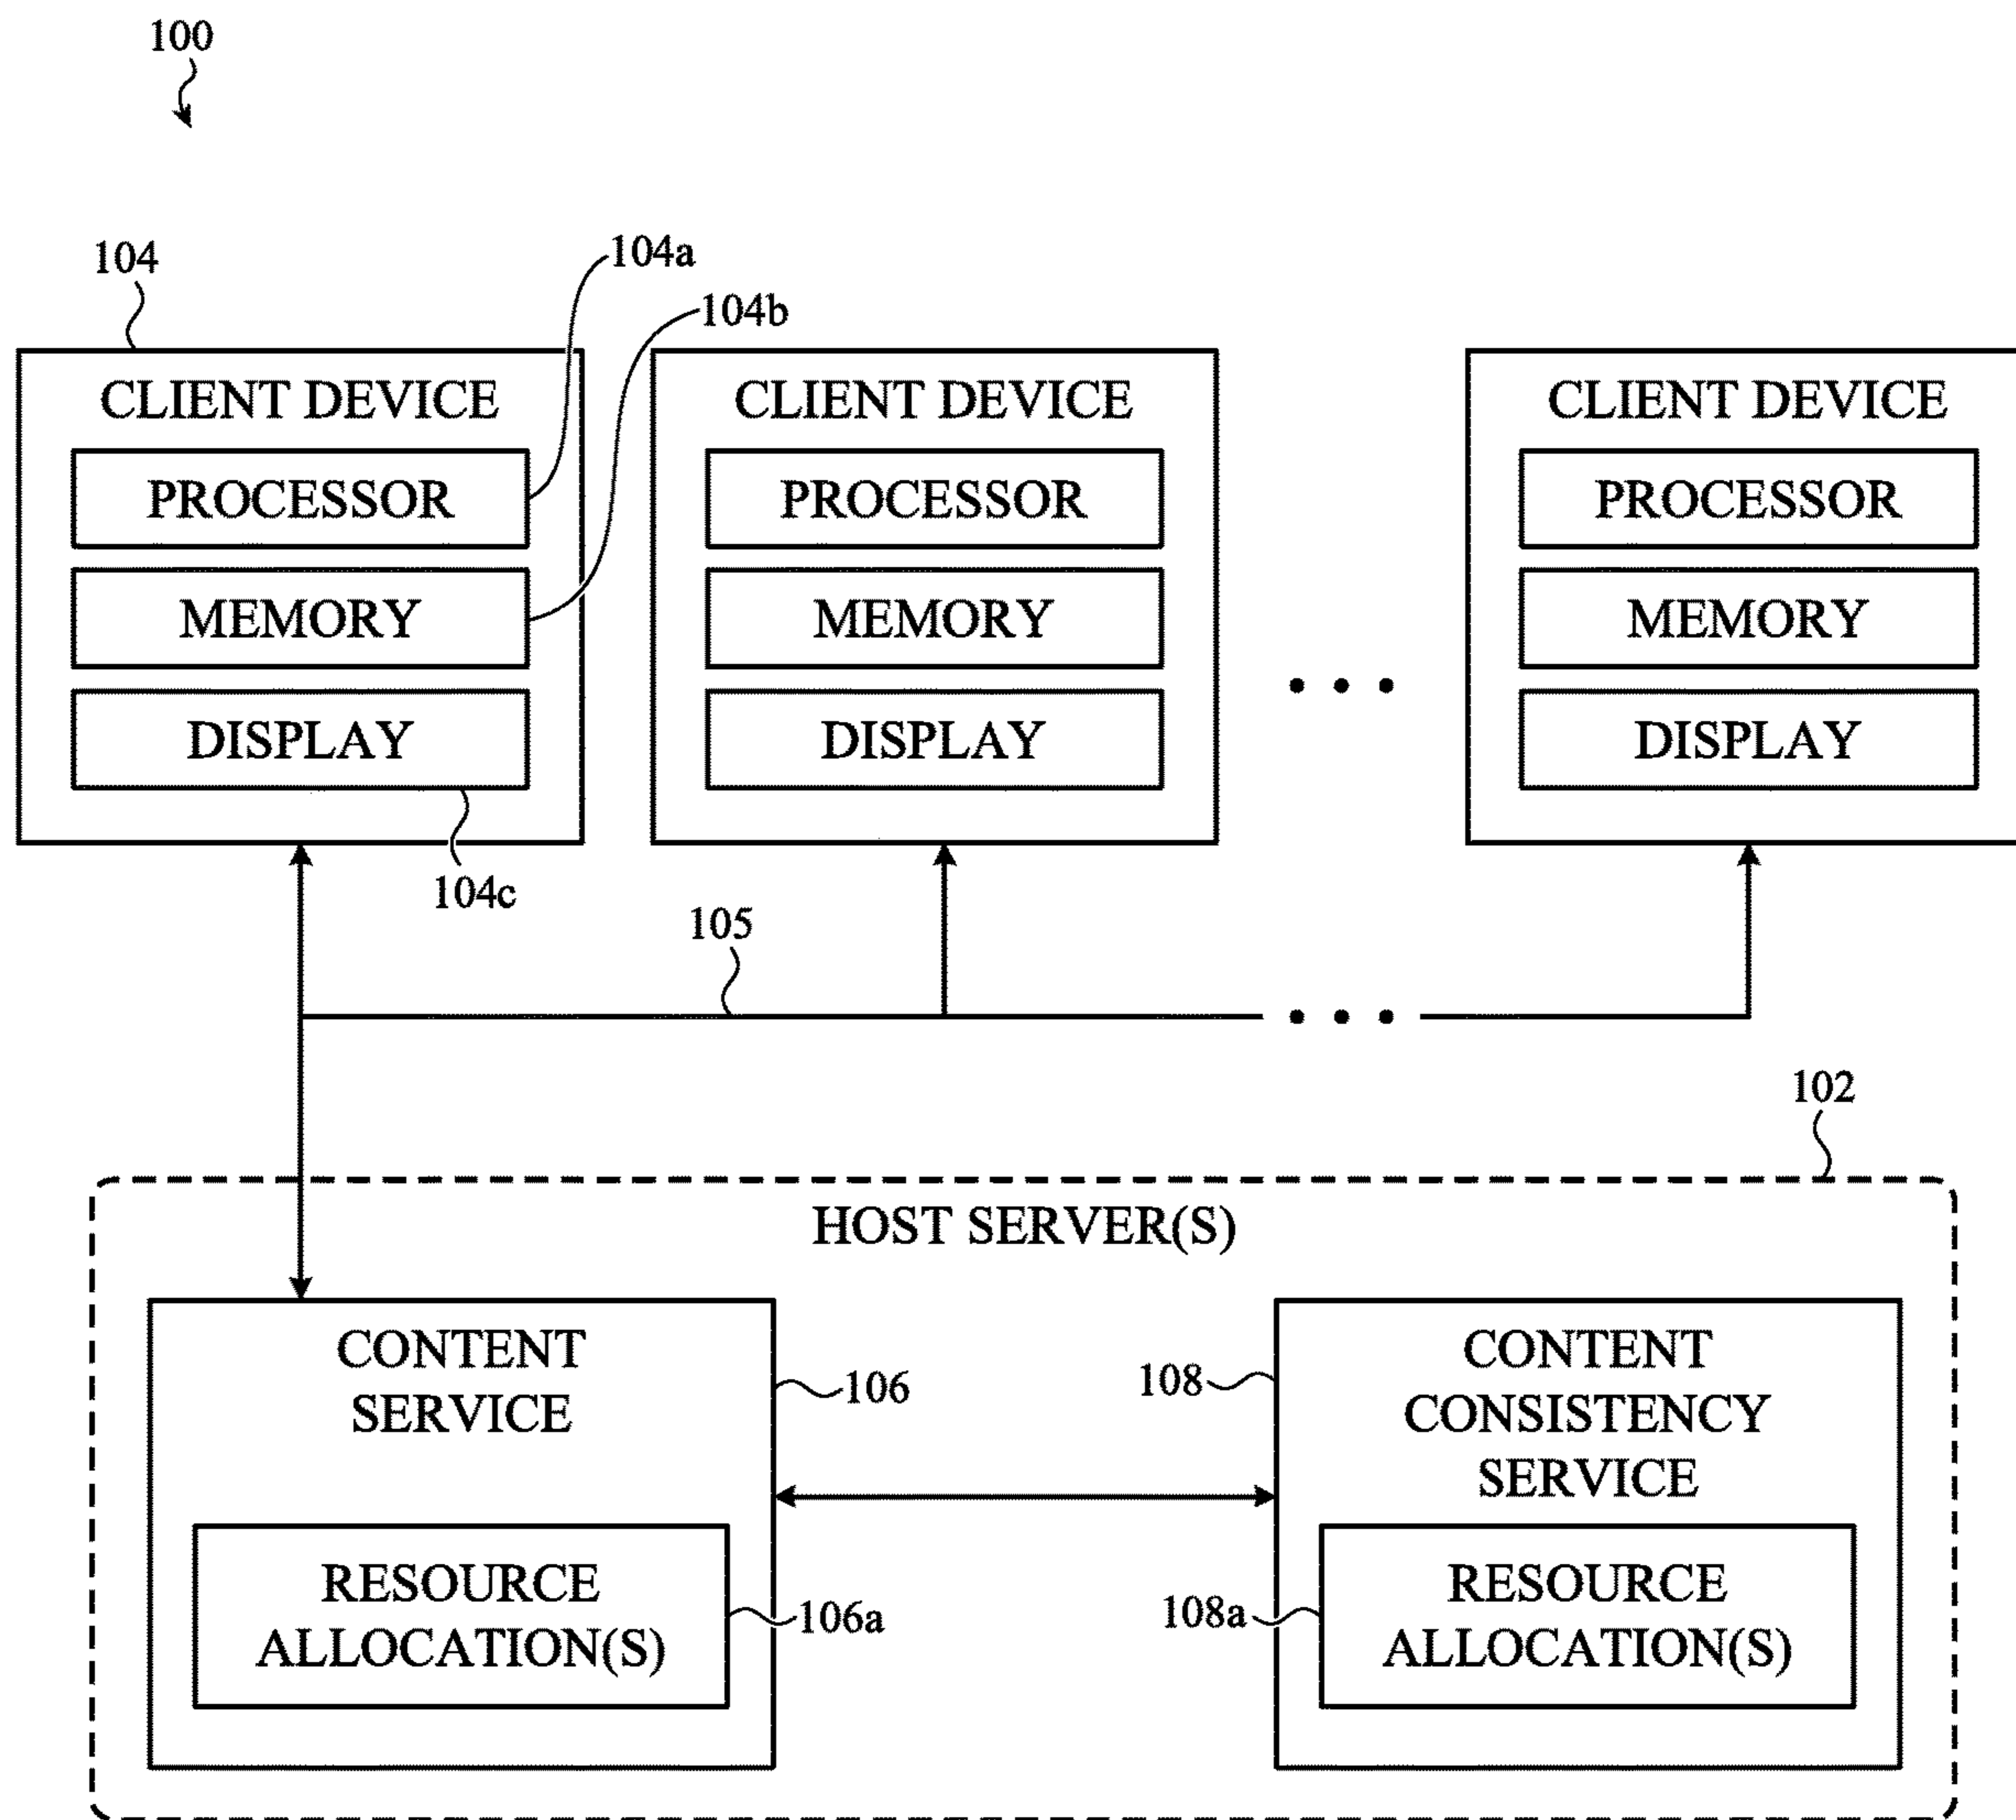 100
104
104a
104b
CLIENT DEVICE
PROCESSOR
MEMORY
DISPLAY
104c
CLIENT DEVICE
PROCESSOR
MEMORY
DISPLAY
CLIENT DEVICE
PROCESSOR
MEMORY
DISPLAY
105
102
HOST SERVER(S)
CONTENT
SERVICE
106
RESOURCE
ALLOCATION(S)
106a
108
CONTENT
CONSISTENCY
SERVICE
108a
RESOURCE
ALLOCATION(S)